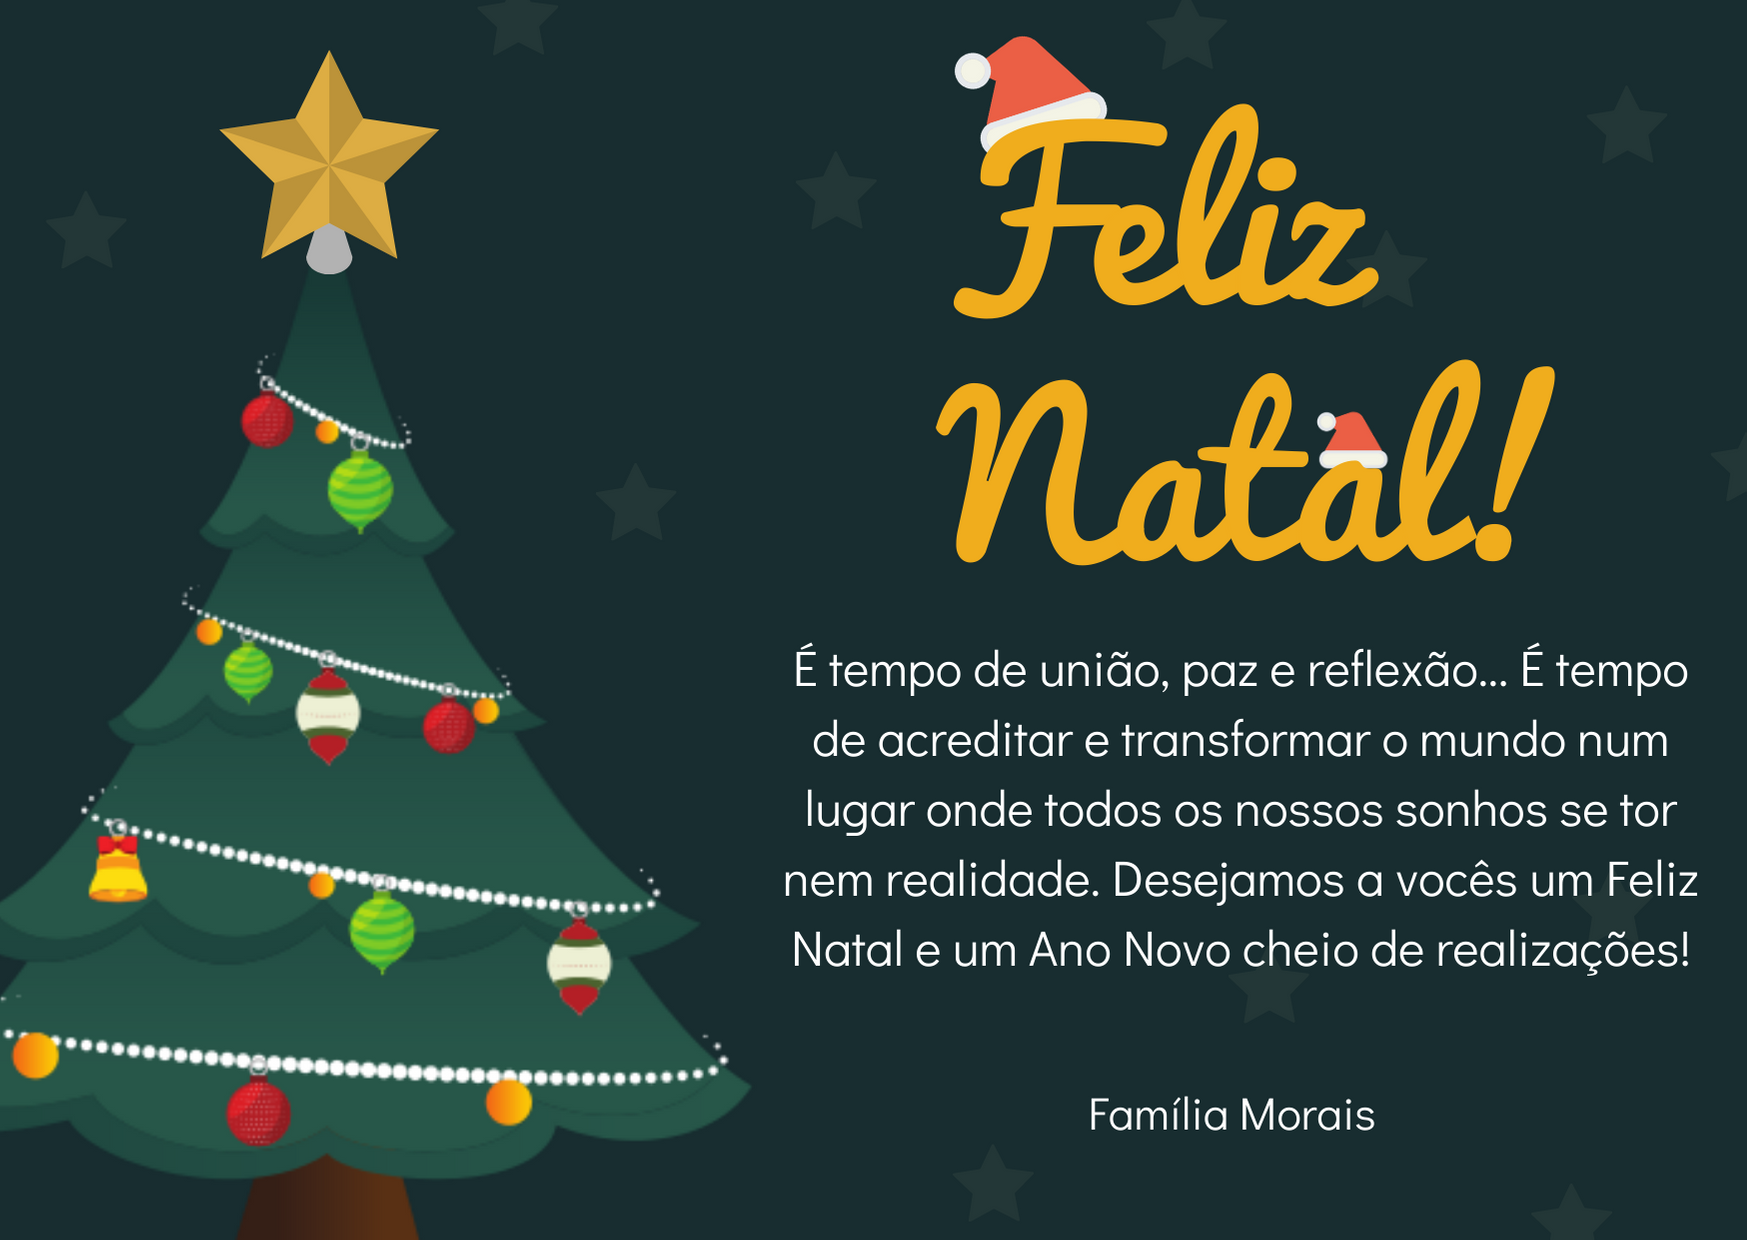 Feliz
Natal!
É tempo de união, paz e reflexão... É tempo
de acreditar e transformar o mundo num
lugar onde todos os nossos sonhos se tor
nem realidade. Desejamos a vocês um Feliz
Natal e um Ano Novo cheio de realizações!
Família Morais